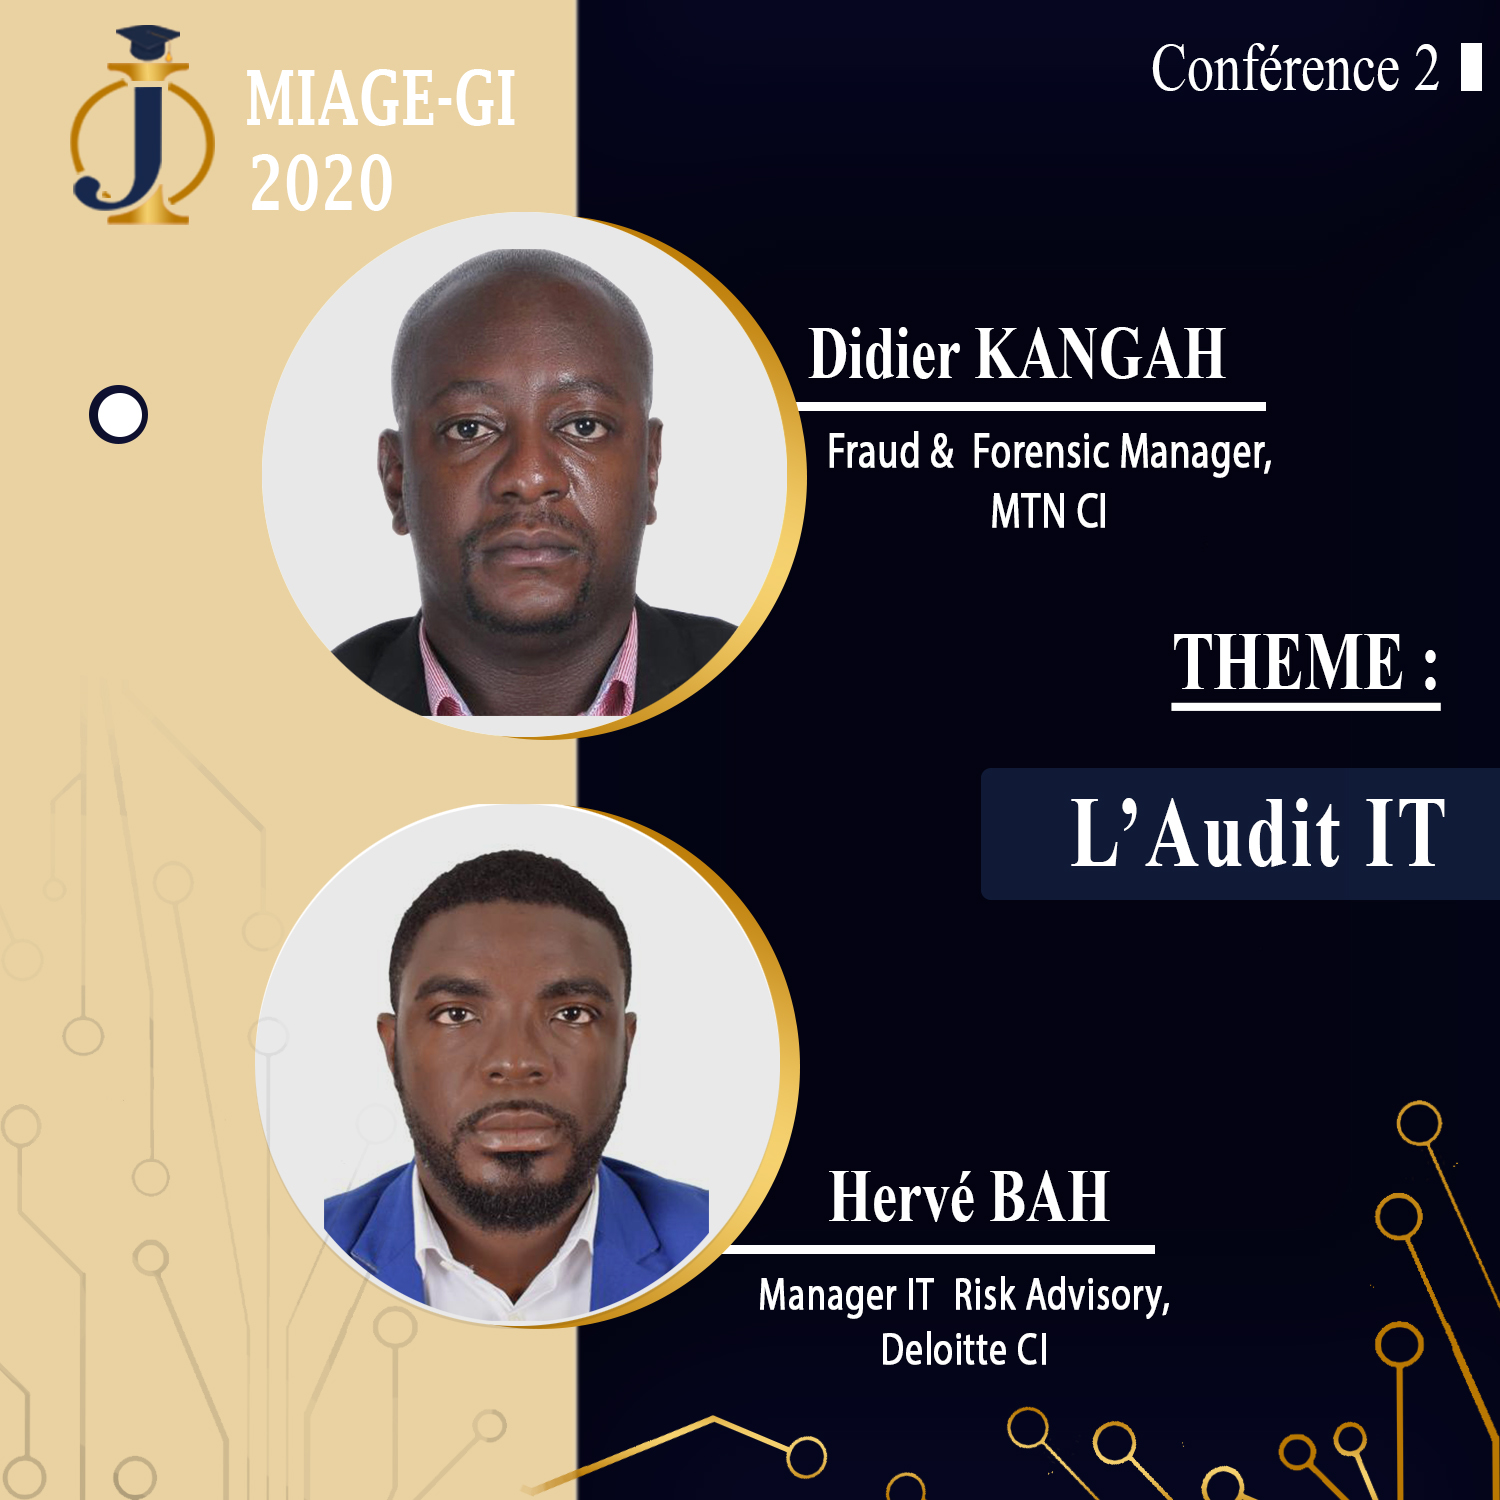 MIAGE-GI
2020
Conférence 2
Didier KANGAH
Fraud & Forensic Manager,
MTN CI
THEME :
L’Audit IT
Hervé BAH
Manager IT Risk Advisory,
Deloitte CI